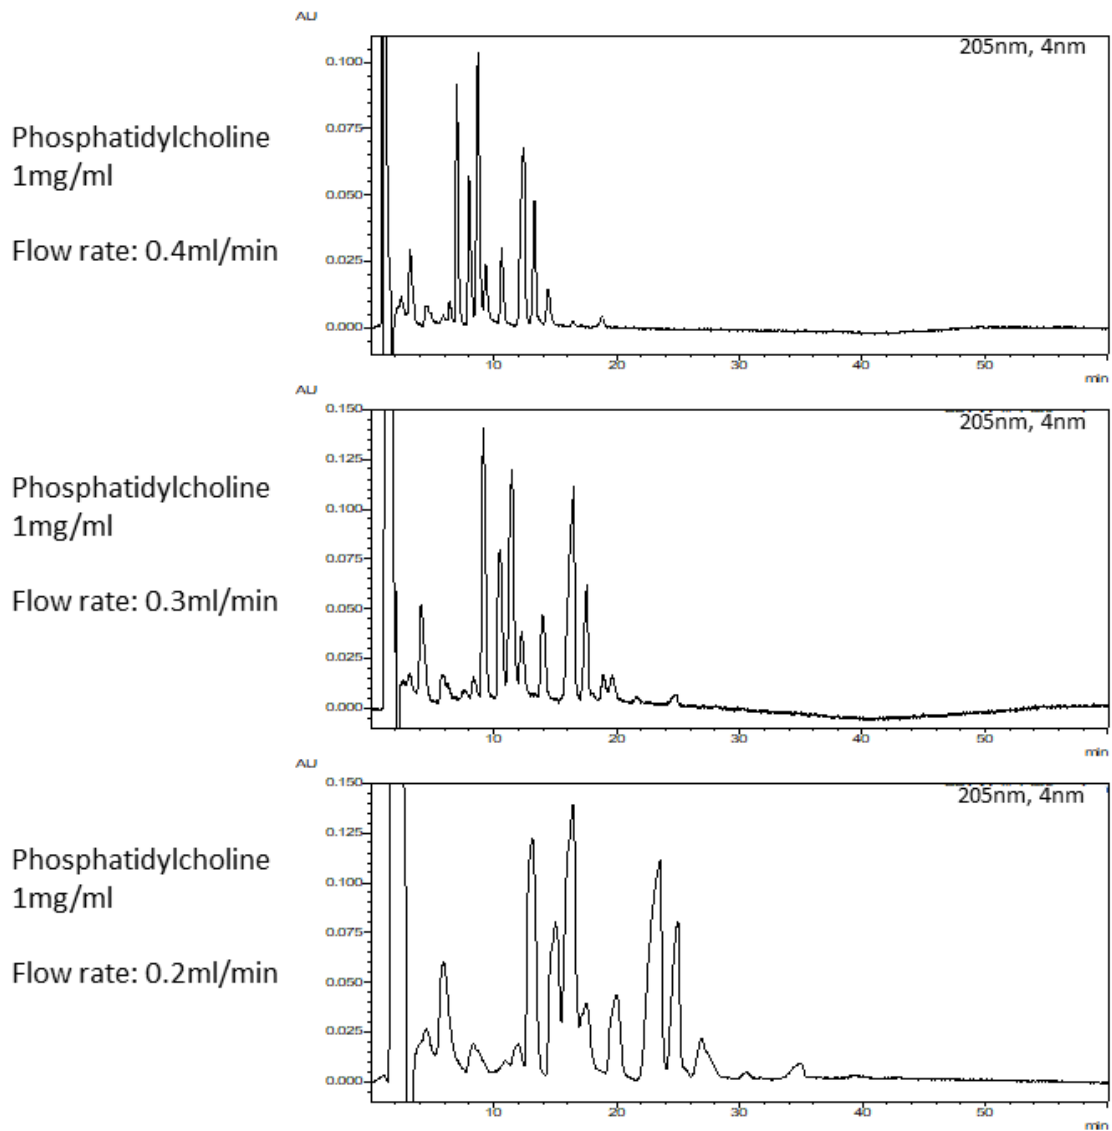 AU
205nm, 4nm
0.100
0.075
0.050
0.025
0.000
10 20 30 40 50
min
Phosphatidylcholine
1mg/ml
Flow rate: 0.4ml/min
AU
205nm, 4nm
0.150
0.125
0.100
0.075
0.050
0.025
0.000
10 20 30 40 50
min
Phosphatidylcholine
1mg/ml
Flow rate: 0.3ml/min
AU
205nm, 4nm
0.150
0.125
0.100
0.075
0.050
0.025
0.000
10 20 30 40 50
min
Phosphatidylcholine
1mg/ml
Flow rate: 0.2ml/min